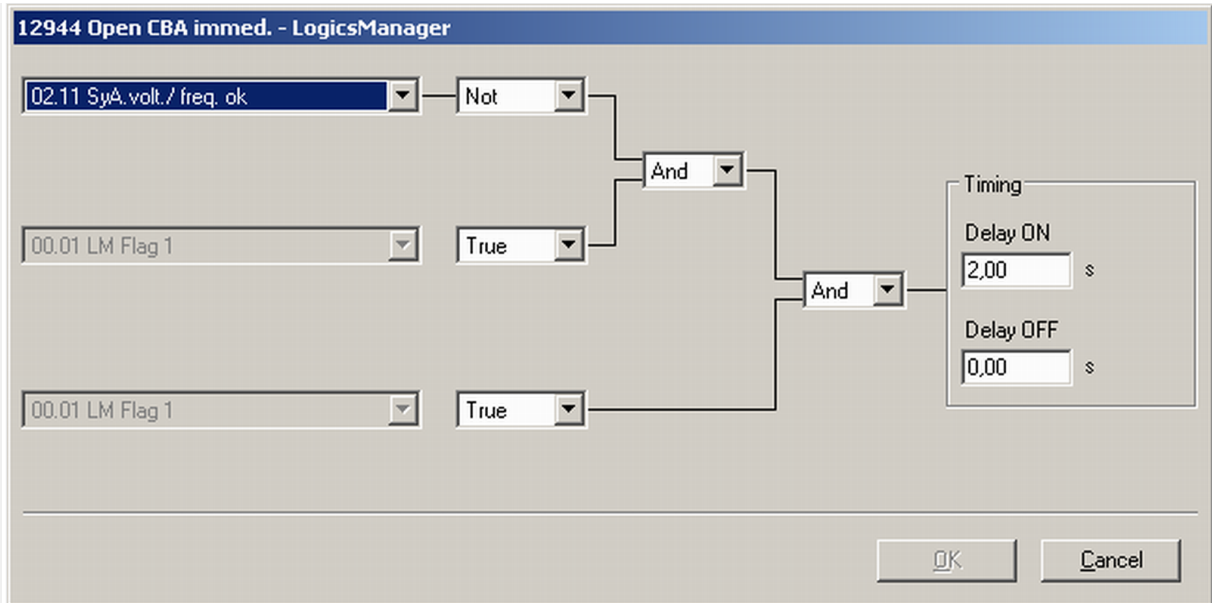 12944 Open CBA immed. - LogicsManager
02.11 SyA.volt./ freq. ok
Not
And
Timing
Delay ON
00.01 LM Flag 1
True
2,00 s
And
Delay OFF
0,00 s
00.01 LM Flag 1
True
OK
Cancel